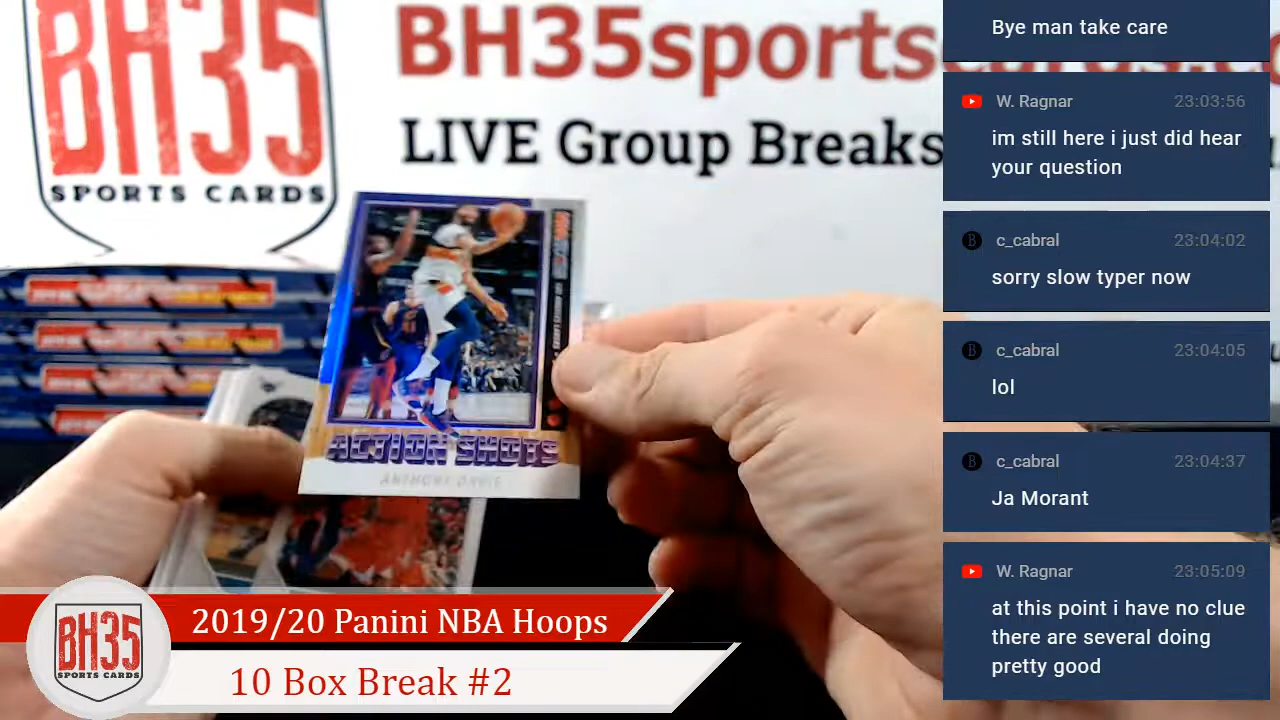 BH35
SPORTS CARDS
BH35sports
LIVE Group Breaks
ACTION SHOTS
ANTHONY DAVIS
BH35
SPORTS CARDS
2019/20 Panini NBA Hoops
10 Box Break #2
Bye man take care
W. Ragnar 23:03:56
im still here i just did hear
your question
c_cabral 23:04:02
sorry slow typer now
c_cabral 23:04:05
lol
c_cabral 23:04:37
Ja Morant
W. Ragnar 23:05:09
at this point i have no clue
there are several doing
pretty good